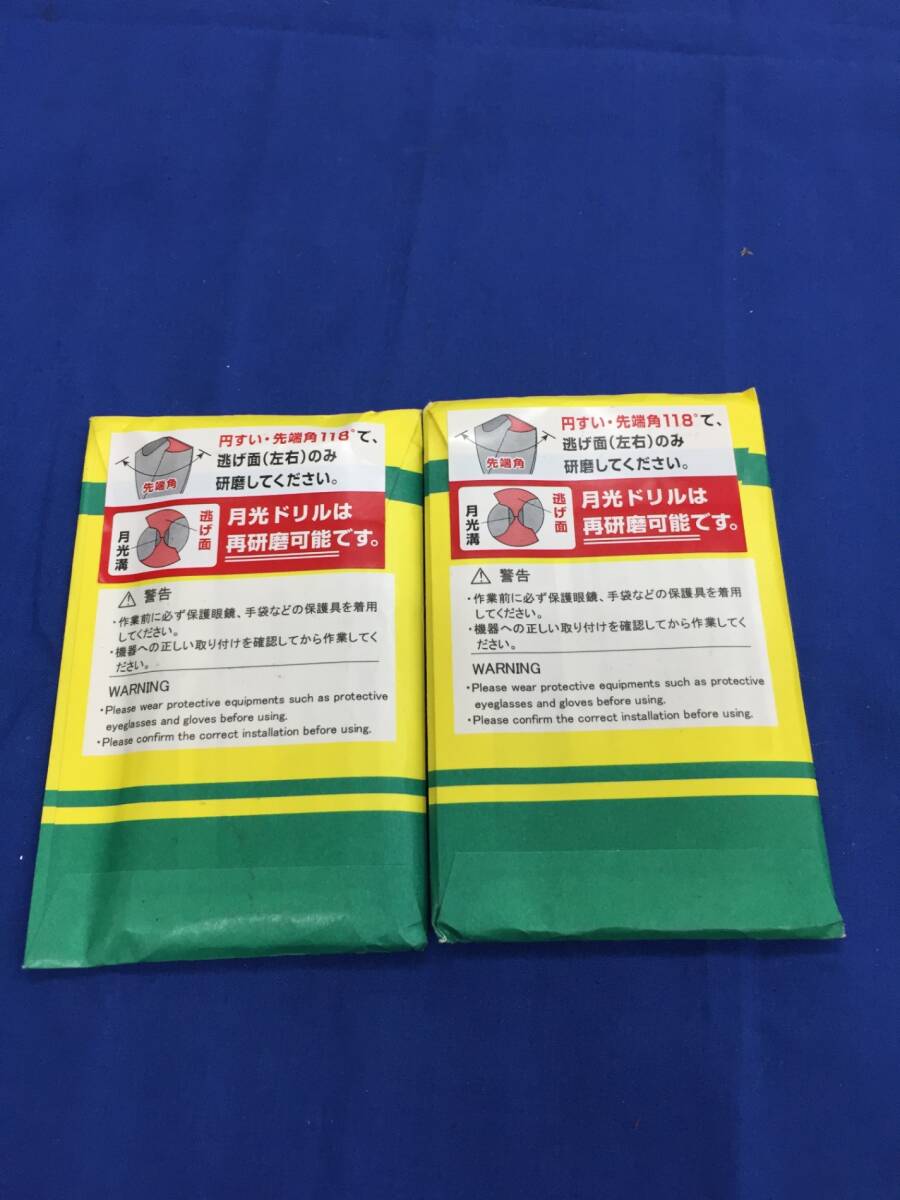 円すい・先端角118°で、
逃げ面(左右)のみ
研磨してください。
先端角
月光溝
逃げ面
月光ドリルは
再研磨可能です。
⚠ 警告
・作業前に必ず保護眼鏡、手袋などの保護具を着用
してください。
・機器への正しい取り付けを確認してから作業してく
ださい。
WARNING
・Please wear protective equipments such as protective
eyeglasses and gloves before using.
・Please confirm the correct installation before using.
円すい・先端角118°で、
逃げ面(左右)のみ
研磨してください。
先端角
月光溝
逃げ面
月光ドリルは
再研磨可能です。
⚠ 警告
・作業前に必ず保護眼鏡、手袋などの保護具を着用
してください。
・機器への正しい取り付けを確認してから作業してく
ださい。
WARNING
・Please wear protective equipments such as protective
eyeglasses and gloves before using.
・Please confirm the correct installation before using.